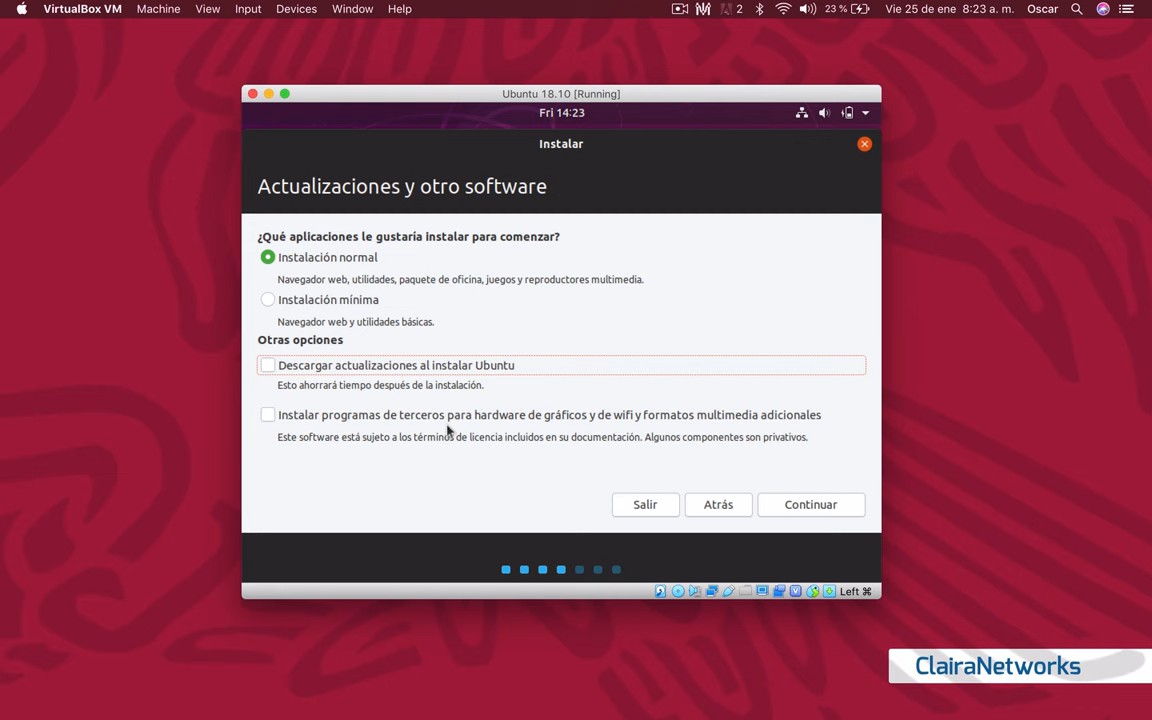 VirtualBox VM Machine View Input Devices Window Help 2 23 % Vie 25 de ene 8:23 a. m. Oscar
Ubuntu 18.10 [Running]
Fri 14:23
Instalar
Actualizaciones y otro software
¿Qué aplicaciones le gustaría instalar para comenzar?
Instalación normal
Navegador web, utilidades, paquete de oficina, juegos y reproductores multimedia.
Instalación mínima
Navegador web y utilidades básicas.
Otras opciones
Descargar actualizaciones al instalar Ubuntu
Esto ahorrará tiempo después de la instalación.
Instalar programas de terceros para hardware de gráficos y de wifi y formatos multimedia adicionales
Este software está sujeto a los términos de licencia incluidos en su documentación. Algunos componentes son privativos.
Salir Atrás Continuar
Left ⌘
ClairaNetworks